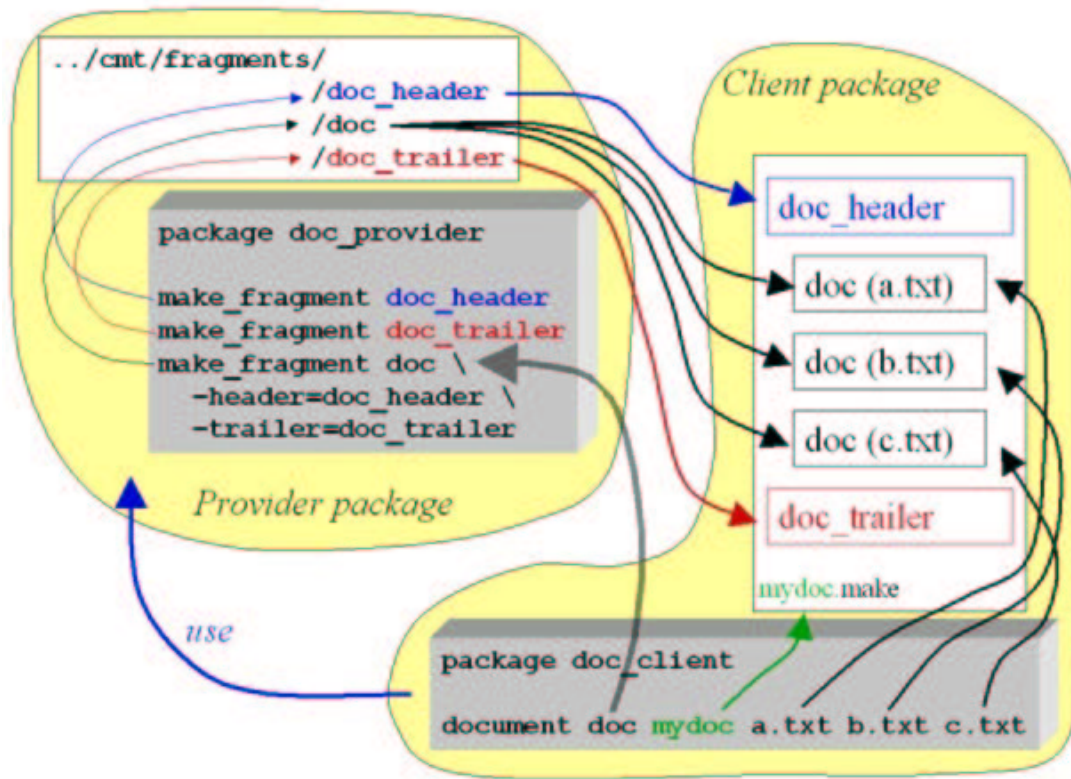 ../cmt/fragments/
/doc_header
/doc
/doc_trailer
package doc_provider
make_fragment doc_header
make_fragment doc_trailer
make_fragment doc \
-header=doc_header \
-trailer=doc_trailer
Provider package
use
Client package
doc_header
doc (a.txt)
doc (b.txt)
doc (c.txt)
doc_trailer
mydoc.make
package doc_client
document doc mydoc a.txt b.txt c.txt